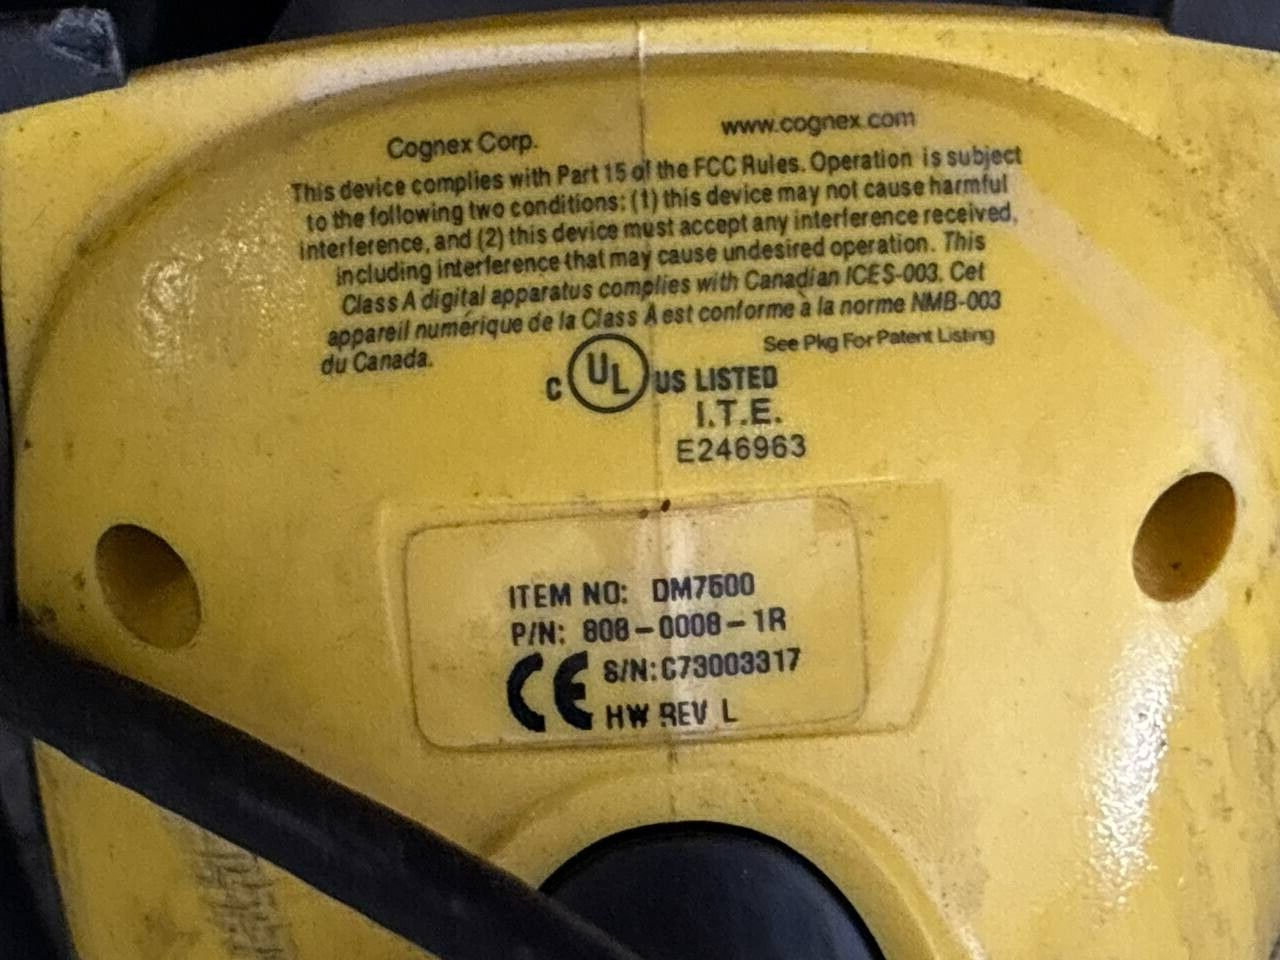 Cognex Corp. www.cognex.com
This device complies with Part 15 of the FCC Rules. Operation is subject
to the following two conditions: (1) this device may not cause harmful
interference, and (2) this device must accept any interference received,
including interference that may cause undesired operation. This
Class A digital apparatus complies with Canadian ICES-003. Cet
appareil numérique de la Class A est conforme à la norme NMB-003
du Canada.
See Pkg For Patent Listing
C UL US LISTED
I.T.E.
E246963
ITEM NO: DM7500
P/N: 808-0008-1R
CE S/N: C73003317
HW REV L